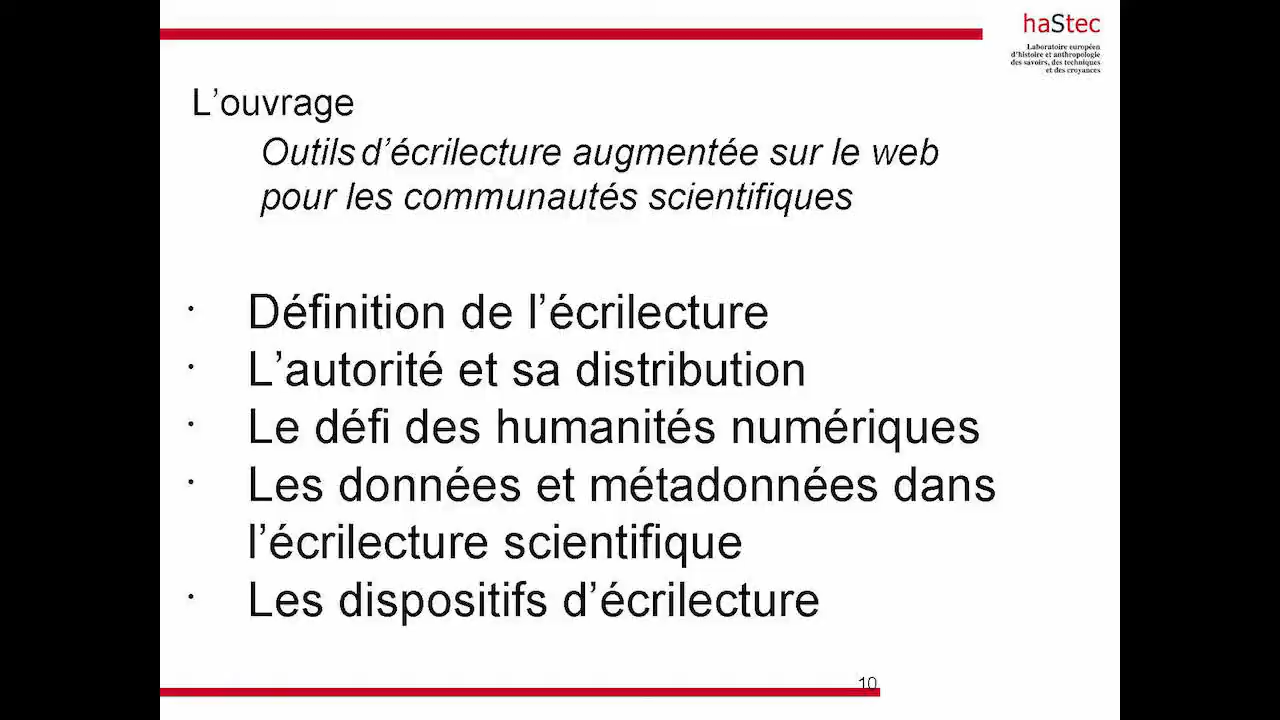 haStec
Laboratoire européen
d'histoire et anthropologie
des savoirs, des techniques
et des croyances
L'ouvrage
Outils d'écrilecture augmentée sur le web
pour les communautés scientifiques
· Définition de l'écrilecture
· L'autorité et sa distribution
· Le défi des humanités numériques
· Les données et métadonnées dans
l'écrilecture scientifique
· Les dispositifs d'écrilecture
10